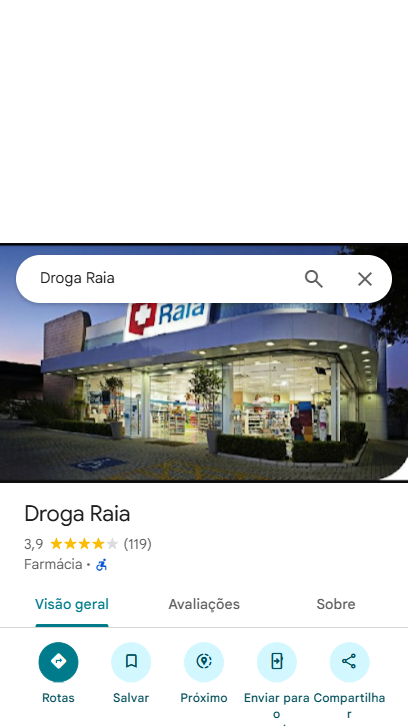 Droga Raia
Raia
Droga Raia
3,9 (119)
Farmácia •
Visão geral Avaliações Sobre
Rotas Salvar Próximo Enviar para o Compartilhar